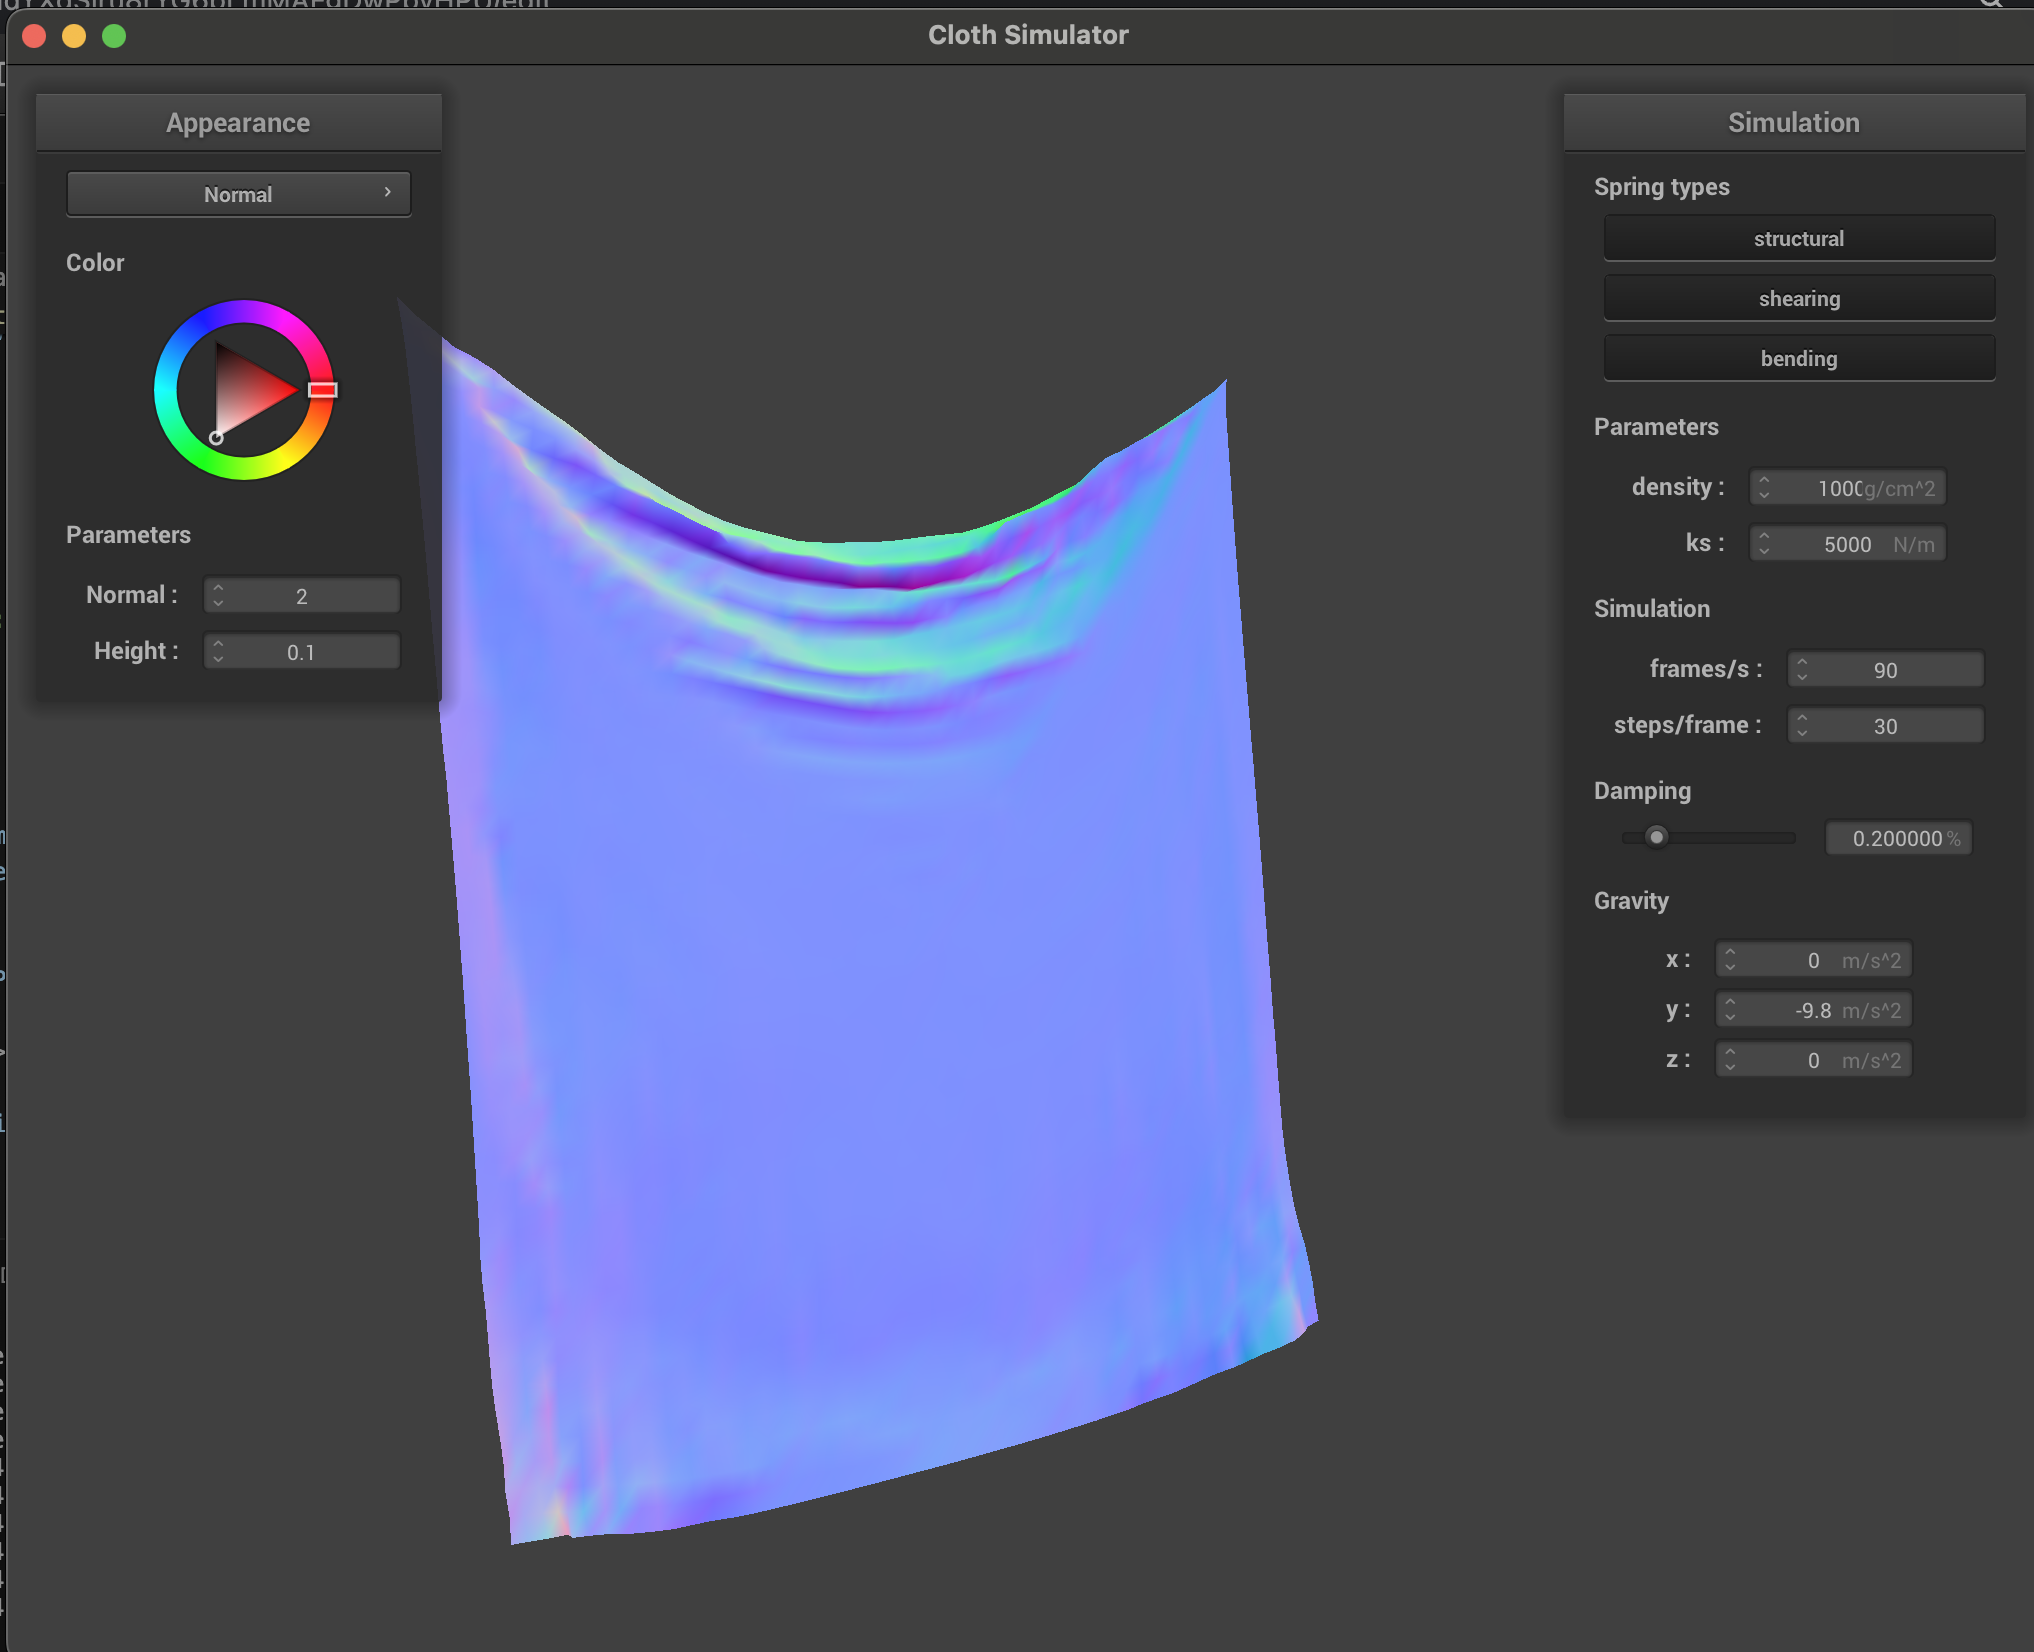 Cloth Simulator
Appearance
Normal
Color
Parameters
Normal : 2
Height : 0.1
Simulation
Spring types
structural
shearing
bending
Parameters
density : 1000 g/cm^2
ks : 5000 N/m
Simulation
frames/s : 90
steps/frame : 30
Damping
0.200000 %
Gravity
x : 0 m/s^2
y : -9.8 m/s^2
z : 0 m/s^2